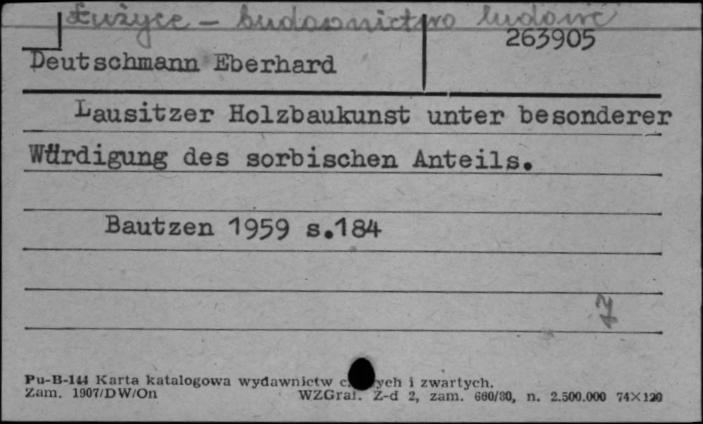 Łużyce - budownictwo ludowe
263905
Deutschmann Eberhard
Lausitzer Holzbaukunst unter besonderer
Würdigung des sorbischen Anteils.
Bautzen 1959 s.184
Pu-B-144 Karta katalogowa wydawnictw i zwartych.
Zam. 1907/DW/On WZGraf. Z-d 2, zam. 660/80, n. 2.500.000 74×120